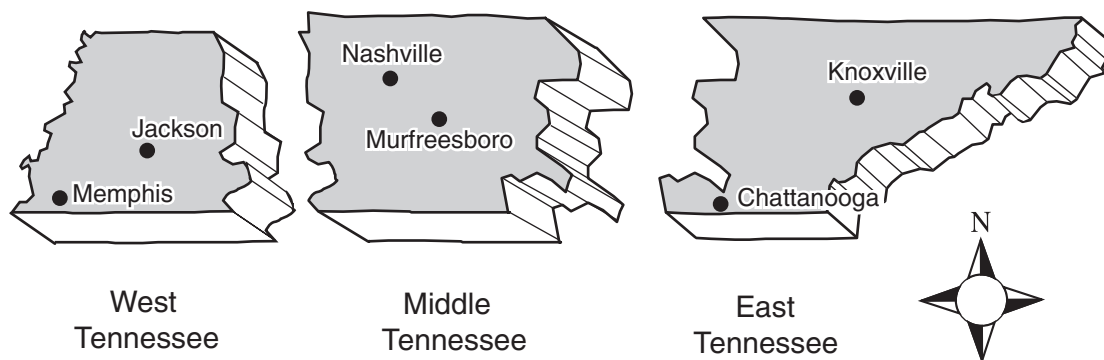 Nashville
Knoxville
Jackson
Murfreesboro
Memphis
Chattanooga
N
West
Tennessee
Middle
Tennessee
East
Tennessee